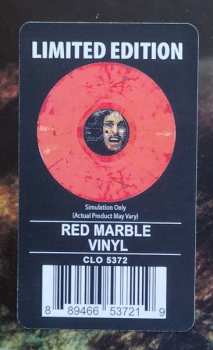 LIMITED EDITION
Simulation Only
(Actual Product May Vary)
RED MARBLE
VINYL
CLO 5372
8 89466 53721 9